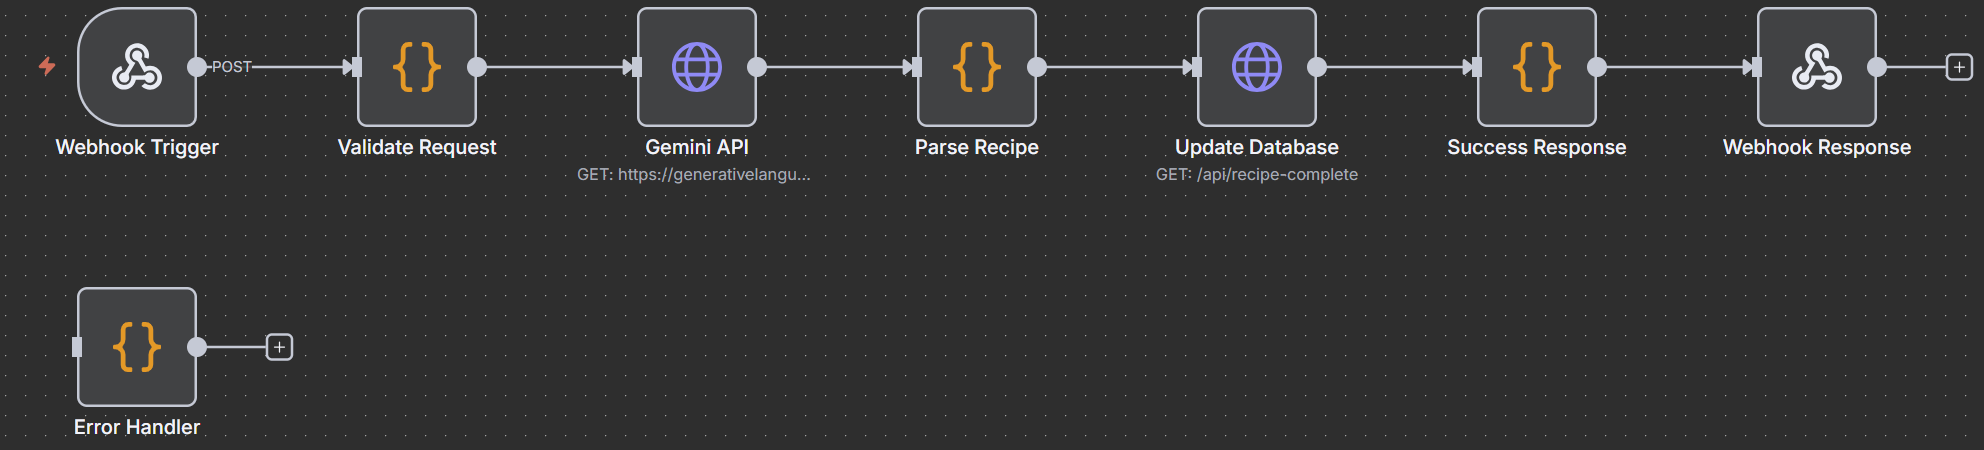 POST
Webhook Trigger
Validate Request
Gemini API
GET: https://generativelangu...
Parse Recipe
Update Database
GET: /api/recipe-complete
Success Response
Webhook Response
Error Handler